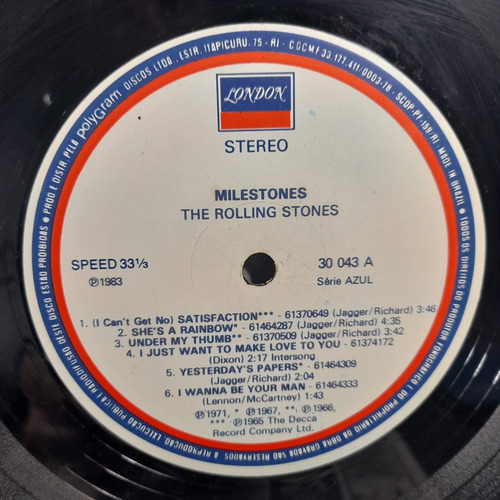 PROD. E DISTR. PELA polyGram DISCOS LTDA., ESTR. ITAPICURU, 75 - RJ - CGCMF 33.177.411/0003-76 - SCDP-PF-159/RJ MADE IN BRAZIL
TODOS OS DIREITOS DO PRODUTOR FONOGRÁFICO E DO PROPRIETÁRIO DA OBRA GRAVADA SÃO RESERVADOS
A REPRODUÇÃO, EXECUÇÃO PÚBLICA E RADIODIFUSÃO DESTE DISCO ESTÃO PROIBIDAS
LONDON
STEREO
MILESTONES
THE ROLLING STONES
SPEED 33⅓
30 043 A
℗1983
Série AZUL
1. (I Can't Get No) SATISFACTION*** - 61370649 (Jagger/Richard) 3:46
2. SHE'S A RAINBOW* - 61464287 (Jagger/Richard) 4:35
3. UNDER MY THUMB** - 61370509 (Jagger/Richard) 3:42
4. I JUST WANT TO MAKE LOVE TO YOU - 61374172
(Dixon) 2:17 Intersong
5. YESTERDAY'S PAPERS* - 61464309
(Jagger/Richard) 2:04
6. I WANNA BE YOUR MAN - 61464333
(Lennon/McCartney) 1:43
℗1971, * ℗1967, ** ℗1966,
*** ℗1965 The Decca
Record Company Ltd.